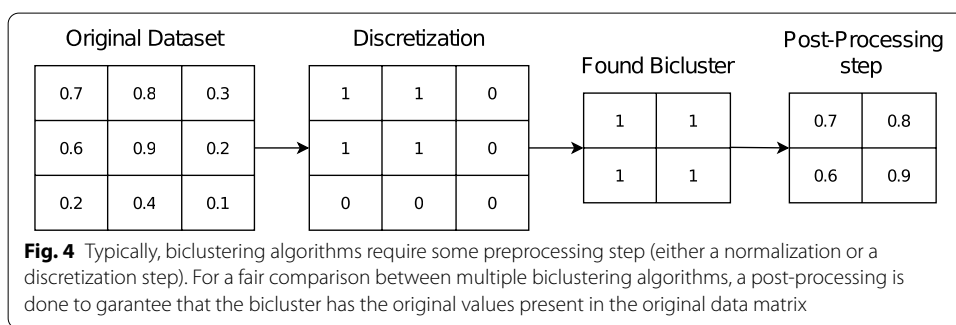 Original Dataset
Discretization
Found Bicluster
Post-Processing
step
0.7 0.8 0.3
0.6 0.9 0.2
0.2 0.4 0.1
1 1 0
1 1 0
0 0 0
1 1
1 1
0.7 0.8
0.6 0.9
Fig. 4 Typically, biclustering algorithms require some preprocessing step (either a normalization or a
discretization step). For a fair comparison between multiple biclustering algorithms, a post-processing is
done to garantee that the bicluster has the original values present in the original data matrix